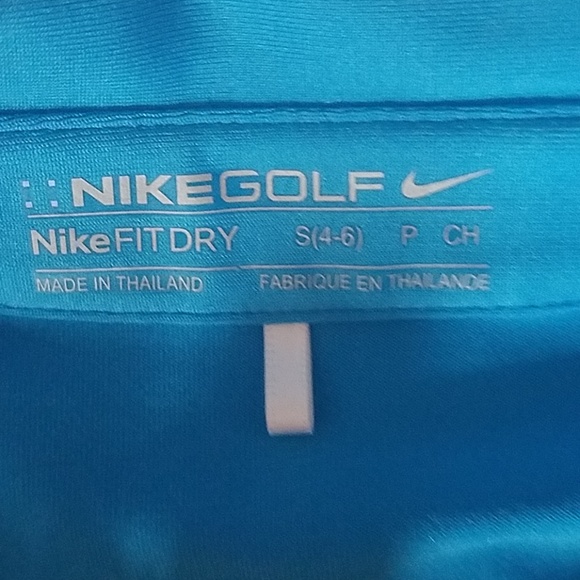 NIKEGOLF
NikeFITDRY S(4-6) P CH
MADE IN THAILAND FABRIQUE EN THAILANDE